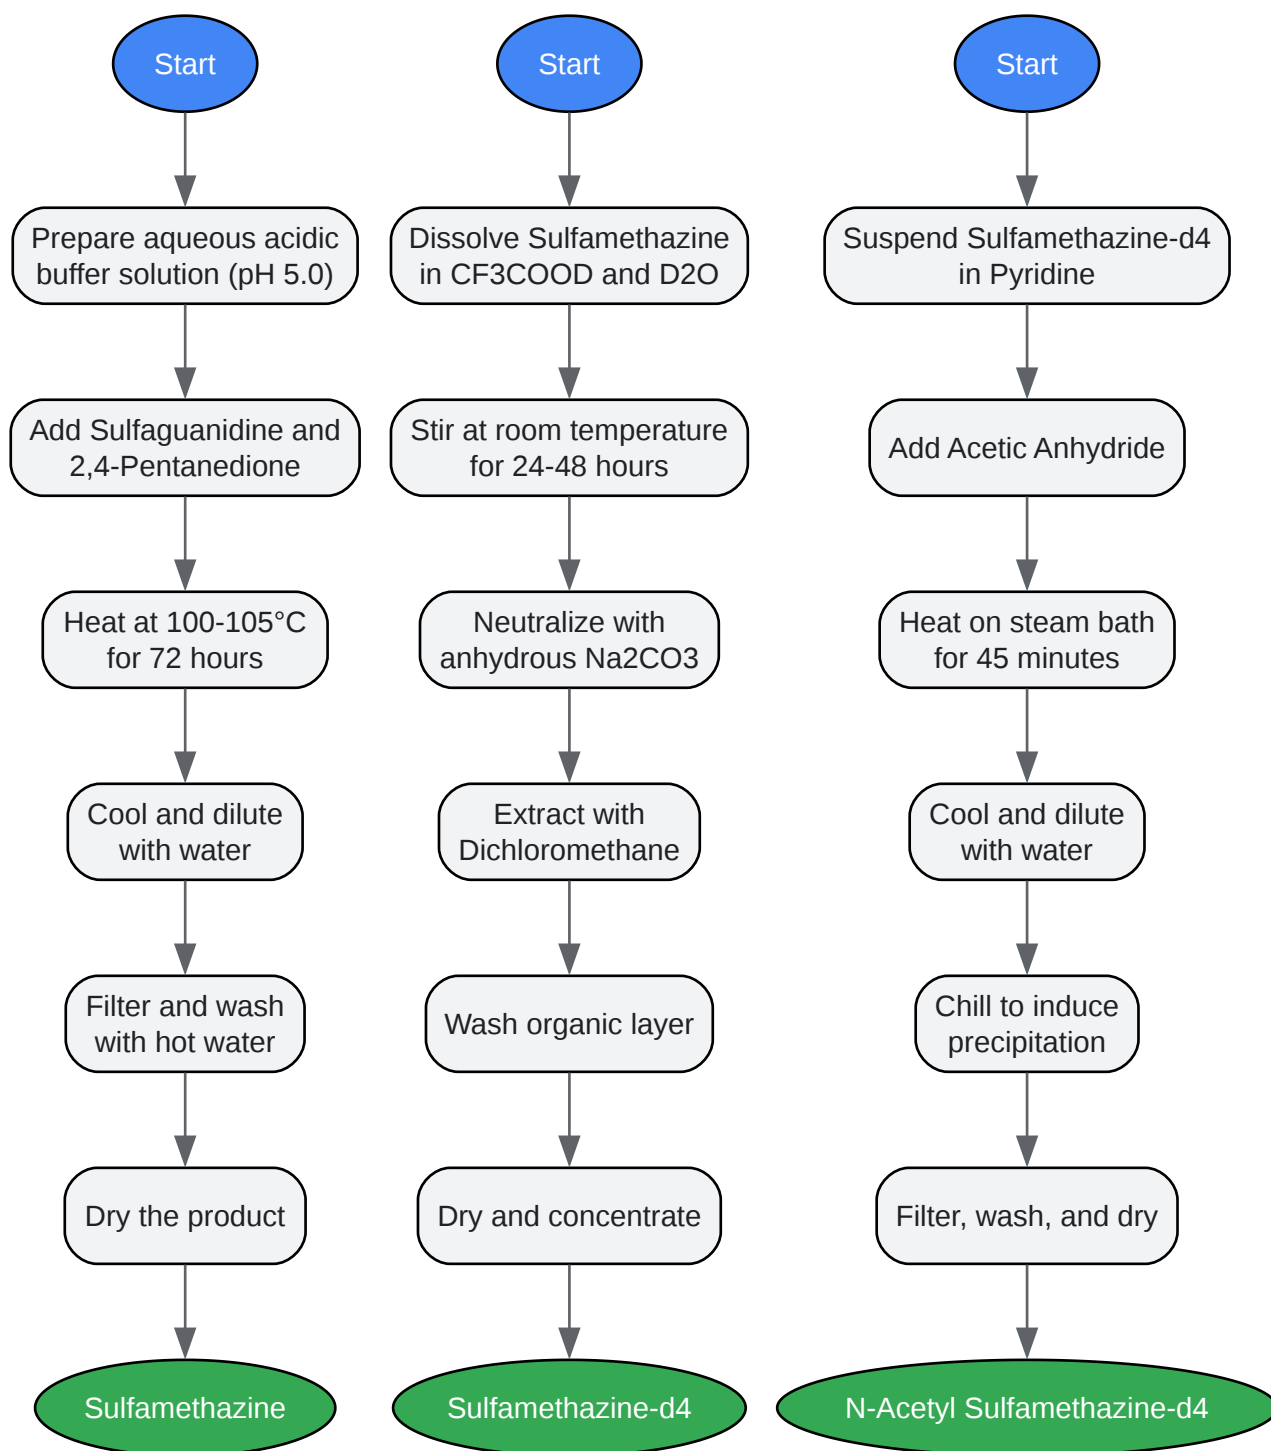 Start
Prepare aqueous acidic
buffer solution (pH 5.0)
Add Sulfaguanidine and
2,4-Pentanedione
Heat at 100-105°C
for 72 hours
Cool and dilute
with water
Filter and wash
with hot water
Dry the product
Sulfamethazine
Start
Dissolve Sulfamethazine
in CF3COOD and D2O
Stir at room temperature
for 24-48 hours
Neutralize with
anhydrous Na2CO3
Extract with
Dichloromethane
Wash organic layer
Dry and concentrate
Sulfamethazine-d4
Start
Suspend Sulfamethazine-d4
in Pyridine
Add Acetic Anhydride
Heat on steam bath
for 45 minutes
Cool and dilute
with water
Chill to induce
precipitation
Filter, wash, and dry
N-Acetyl Sulfamethazine-d4